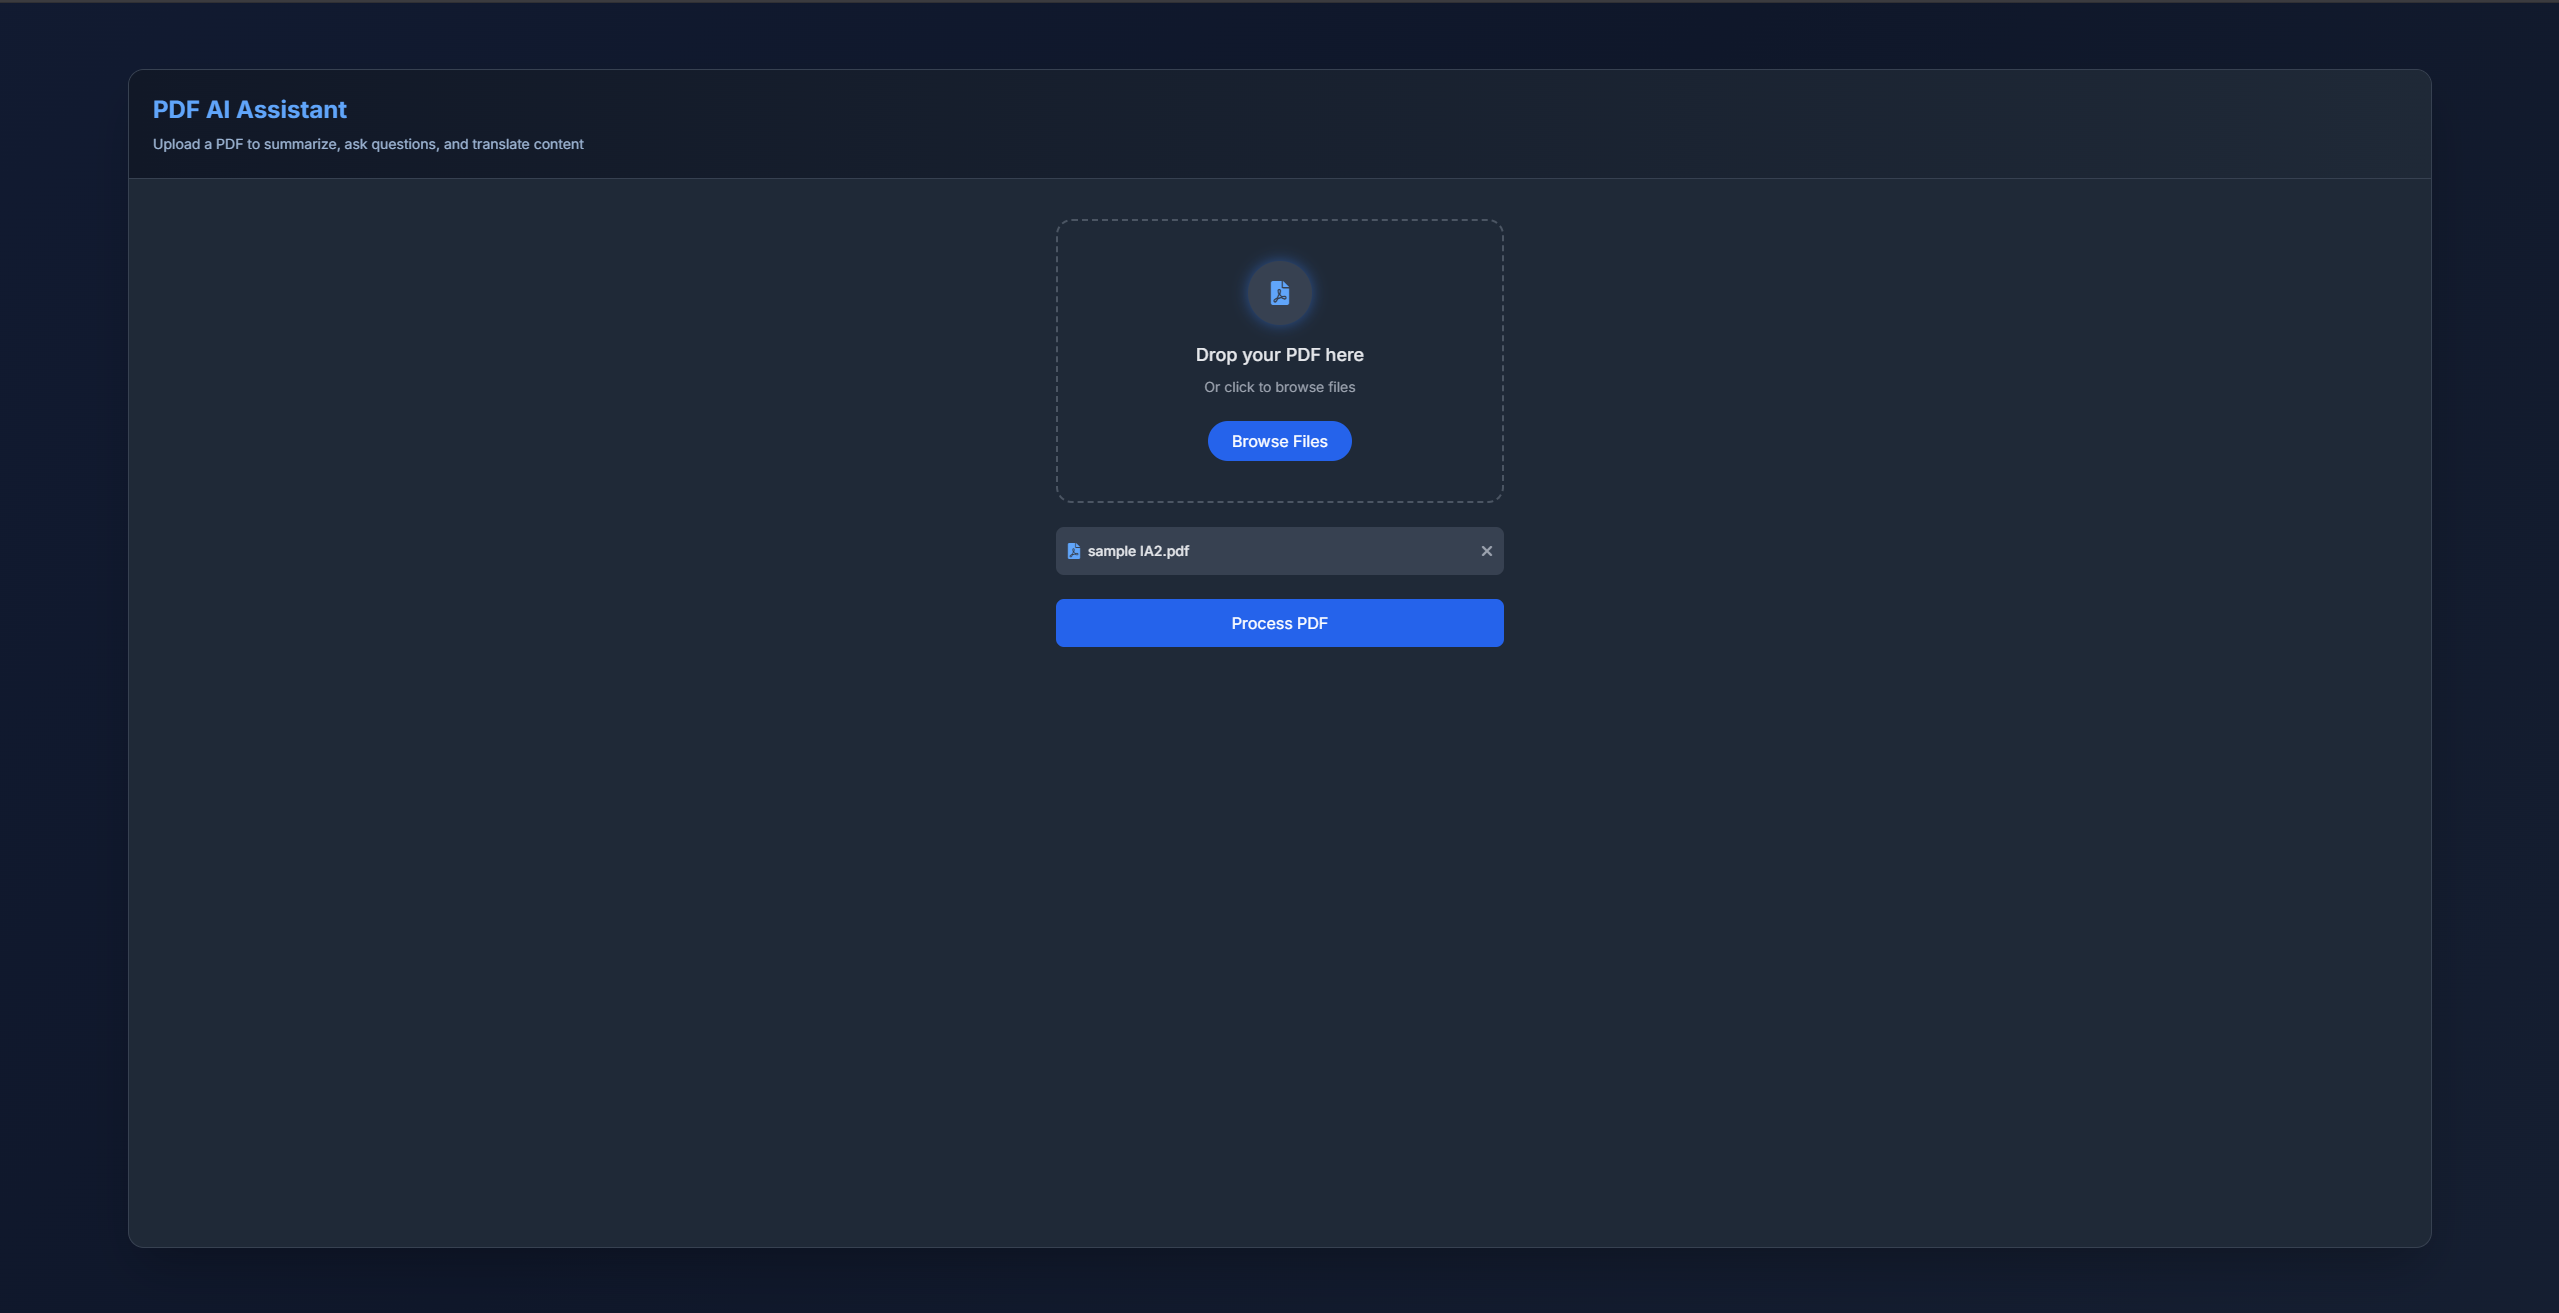 PDF AI Assistant
Upload a PDF to summarize, ask questions, and translate content
Drop your PDF here
Or click to browse files
Browse Files
sample IA2.pdf
Process PDF